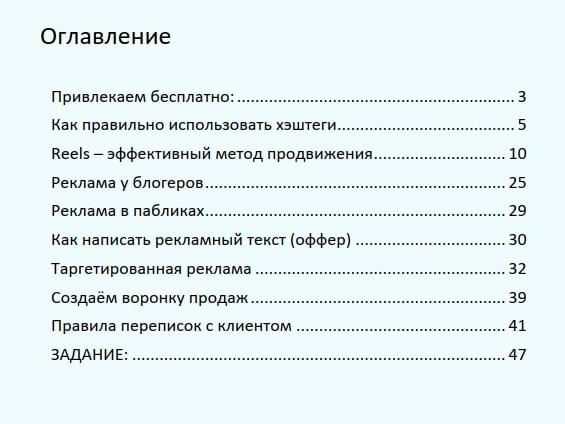 Оглавление
Привлекаем бесплатно: ................................................................ 3
Как правильно использовать хэштеги.......................................... 5
Reels – эффективный метод продвижения................................ 10
Реклама у блогеров...................................................................... 25
Реклама в пабликах...................................................................... 29
Как написать рекламный текст (оффер) ................................... 30
Таргетированная реклама .......................................................... 32
Создаём воронку продаж............................................................ 39
Правила переписок с клиентом ................................................. 41
ЗАДАНИЕ: ...................................................................................... 47